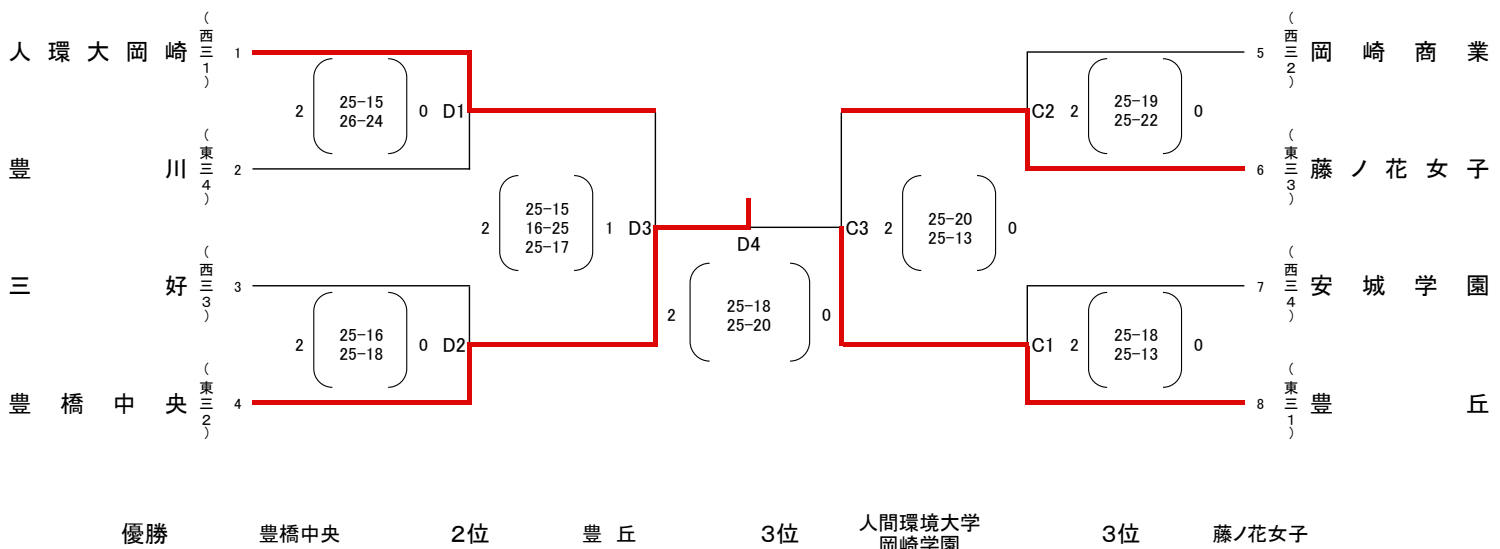 人環大岡崎 (西三1) 1
豊川 (東三4) 2
三好 (西三3) 3
豊橋中央 (東三2) 4
5 (西三2) 岡崎商業
6 (東三3) 藤ノ花女子
7 (西三4) 安城学園
8 (東三1) 豊丘
2 0 D1
25-15
26-24
2 0 D2
25-16
25-18
2 1 D3
25-15
16-25
25-17
D4
2 0
25-18
25-20
C3 2 0
25-20
25-13
C2 2 0
25-19
25-22
C1 2 0
25-18
25-13
優勝 豊橋中央 2位 豊丘 3位 人間環境大学
岡崎学園 3位 藤ノ花女子